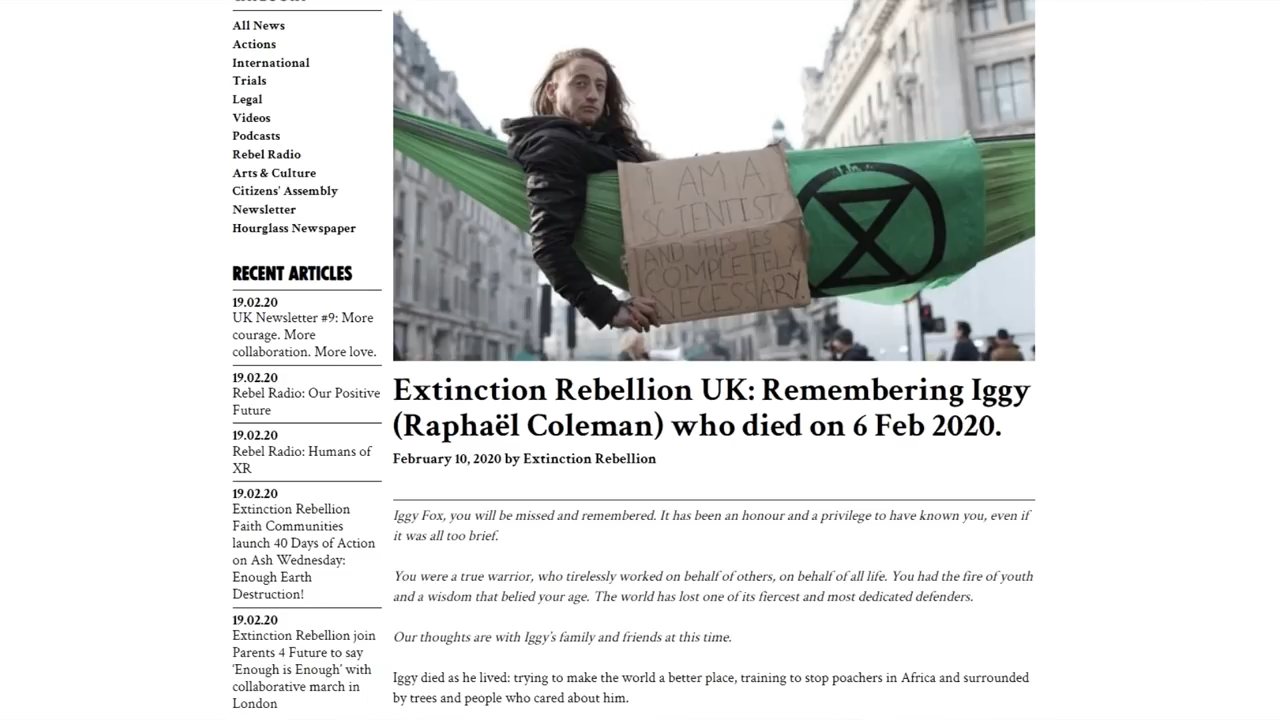 All News
Actions
International
Trials
Legal
Videos
Podcasts
Rebel Radio
Arts & Culture
Citizens' Assembly
Newsletter
Hourglass Newspaper
RECENT ARTICLES
19.02.20
UK Newsletter #9: More
courage. More
collaboration. More love.
19.02.20
Rebel Radio: Our Positive
Future
19.02.20
Rebel Radio: Humans of
XR
19.02.20
Extinction Rebellion
Faith Communities
launch 40 Days of Action
on Ash Wednesday:
Enough Earth
Destruction!
19.02.20
Extinction Rebellion join
Parents 4 Future to say
‘Enough is Enough’ with
collaborative march in
London
I AM A
SCIENTIST
AND THIS IS
COMPLETELY
NECESSARY.
Extinction Rebellion UK: Remembering Iggy
(Raphaël Coleman) who died on 6 Feb 2020.
February 10, 2020 by Extinction Rebellion
Iggy Fox, you will be missed and remembered. It has been an honour and a privilege to have known you, even if
it was all too brief.
You were a true warrior, who tirelessly worked on behalf of others, on behalf of all life. You had the fire of youth
and a wisdom that belied your age. The world has lost one of its fiercest and most dedicated defenders.
Our thoughts are with Iggy's family and friends at this time.
Iggy died as he lived: trying to make the world a better place, training to stop poachers in Africa and surrounded
by trees and people who cared about him.